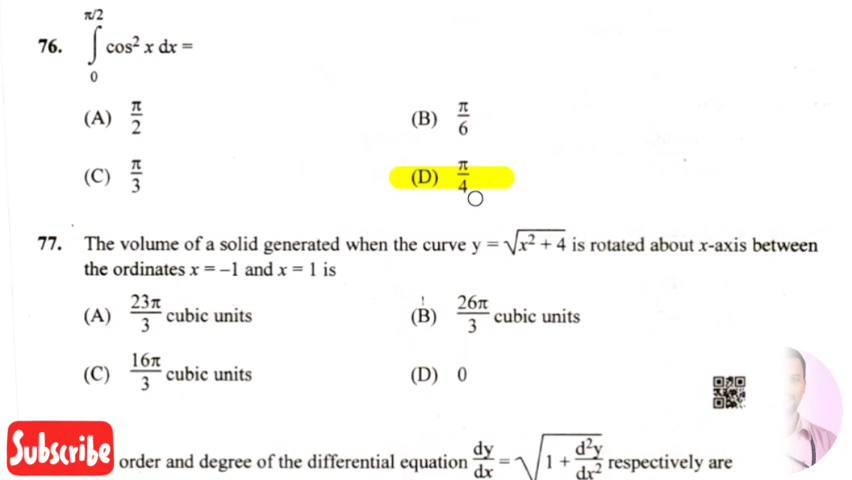 76. ∫₀^π/2 cos² x dx =
(A) π/2 (B) π/6
(C) π/3 (D) π/4
77. The volume of a solid generated when the curve y = √(x² + 4) is rotated about x-axis between
the ordinates x = –1 and x = 1 is
(A) 23π/3 cubic units (B) 26π/3 cubic units
(C) 16π/3 cubic units (D) 0
Subscribe
order and degree of the differential equation dy/dx = √(1 + d²y/dx²) respectively are